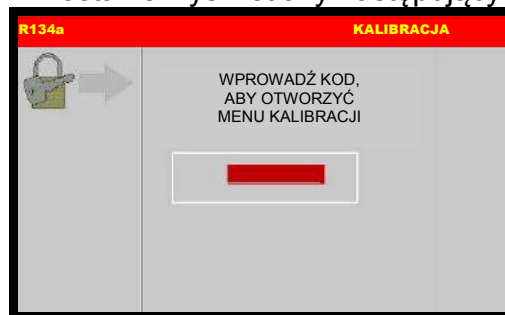 R134a KALIBRACJA
WPROWADŹ KOD,
ABY OTWORZYĆ
MENU KALIBRACJI